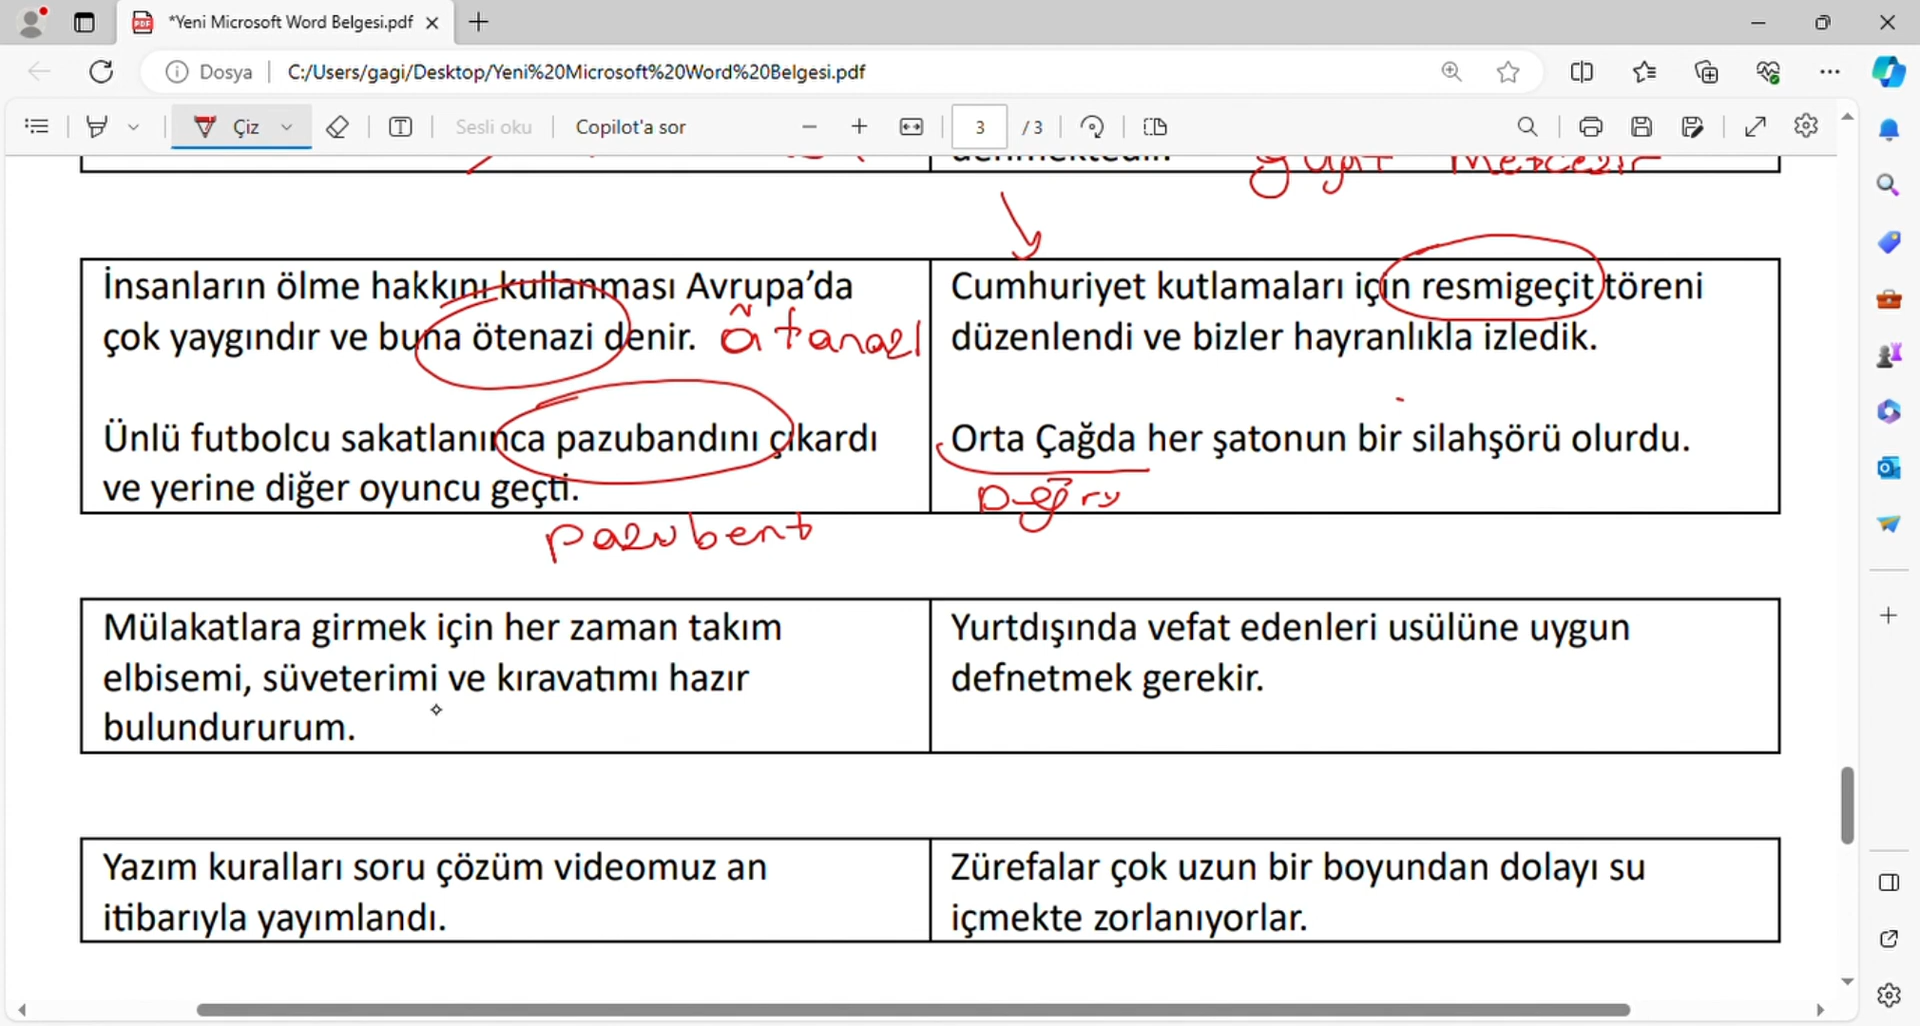 *Yeni Microsoft Word Belgesi.pdf
Dosya
C:/Users/gagi/Desktop/Yeni%20Microsoft%20Word%20Belgesi.pdf
Çiz
Sesli oku
Copilot'a sor
3
/ 3
İnsanların ölme hakkını kullanması Avrupa'da
çok yaygındır ve buna ötenazi denir.
Ünlü futbolcu sakatlanınca pazubandını çıkardı
ve yerine diğer oyuncu geçti.
pazubent
Cumhuriyet kutlamaları için resmigeçit töreni
düzenlendi ve bizler hayranlıkla izledik.
Orta Çağda her şatonun bir silahşörü olurdu.
Doğru
Mülakatlara girmek için her zaman takım
elbisemi, süveterimi ve kıravatımı hazır
bulundururum.
Yurtdışında vefat edenleri usülüne uygun
defnetmek gerekir.
Yazım kuralları soru çözüm videomuz an
itibarıyla yayımlandı.
Zürefalar çok uzun bir boyundan dolayı su
içmekte zorlanıyorlar.